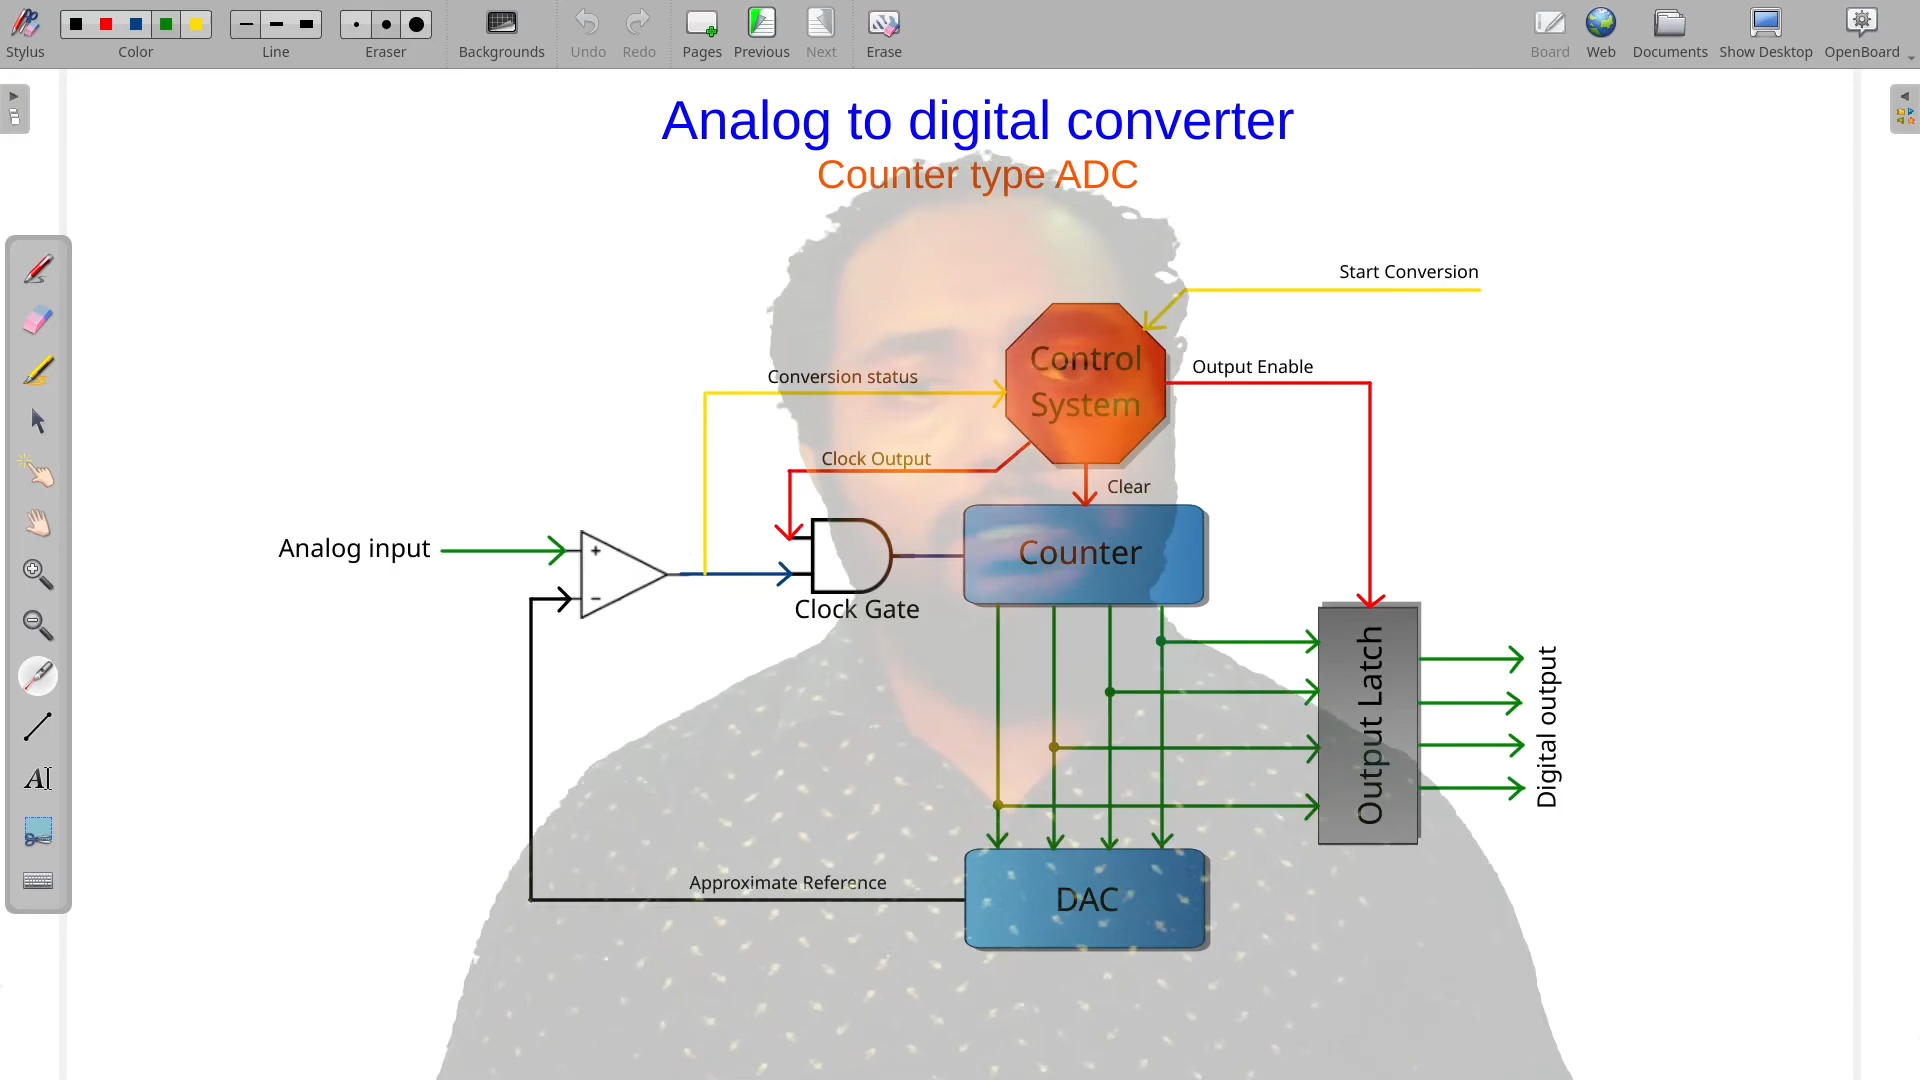 Stylus
Color
Line
Eraser
Backgrounds
Undo
Redo
Pages
Previous
Next
Erase
Board
Web
Documents
Show Desktop
OpenBoard
Analog to digital converter
Counter type ADC
Start Conversion
Control
System
Output Enable
Conversion status
Clock Output
Clear
Analog input
+
−
Counter
Clock Gate
Output Latch
Digital output
Approximate Reference
DAC
AI